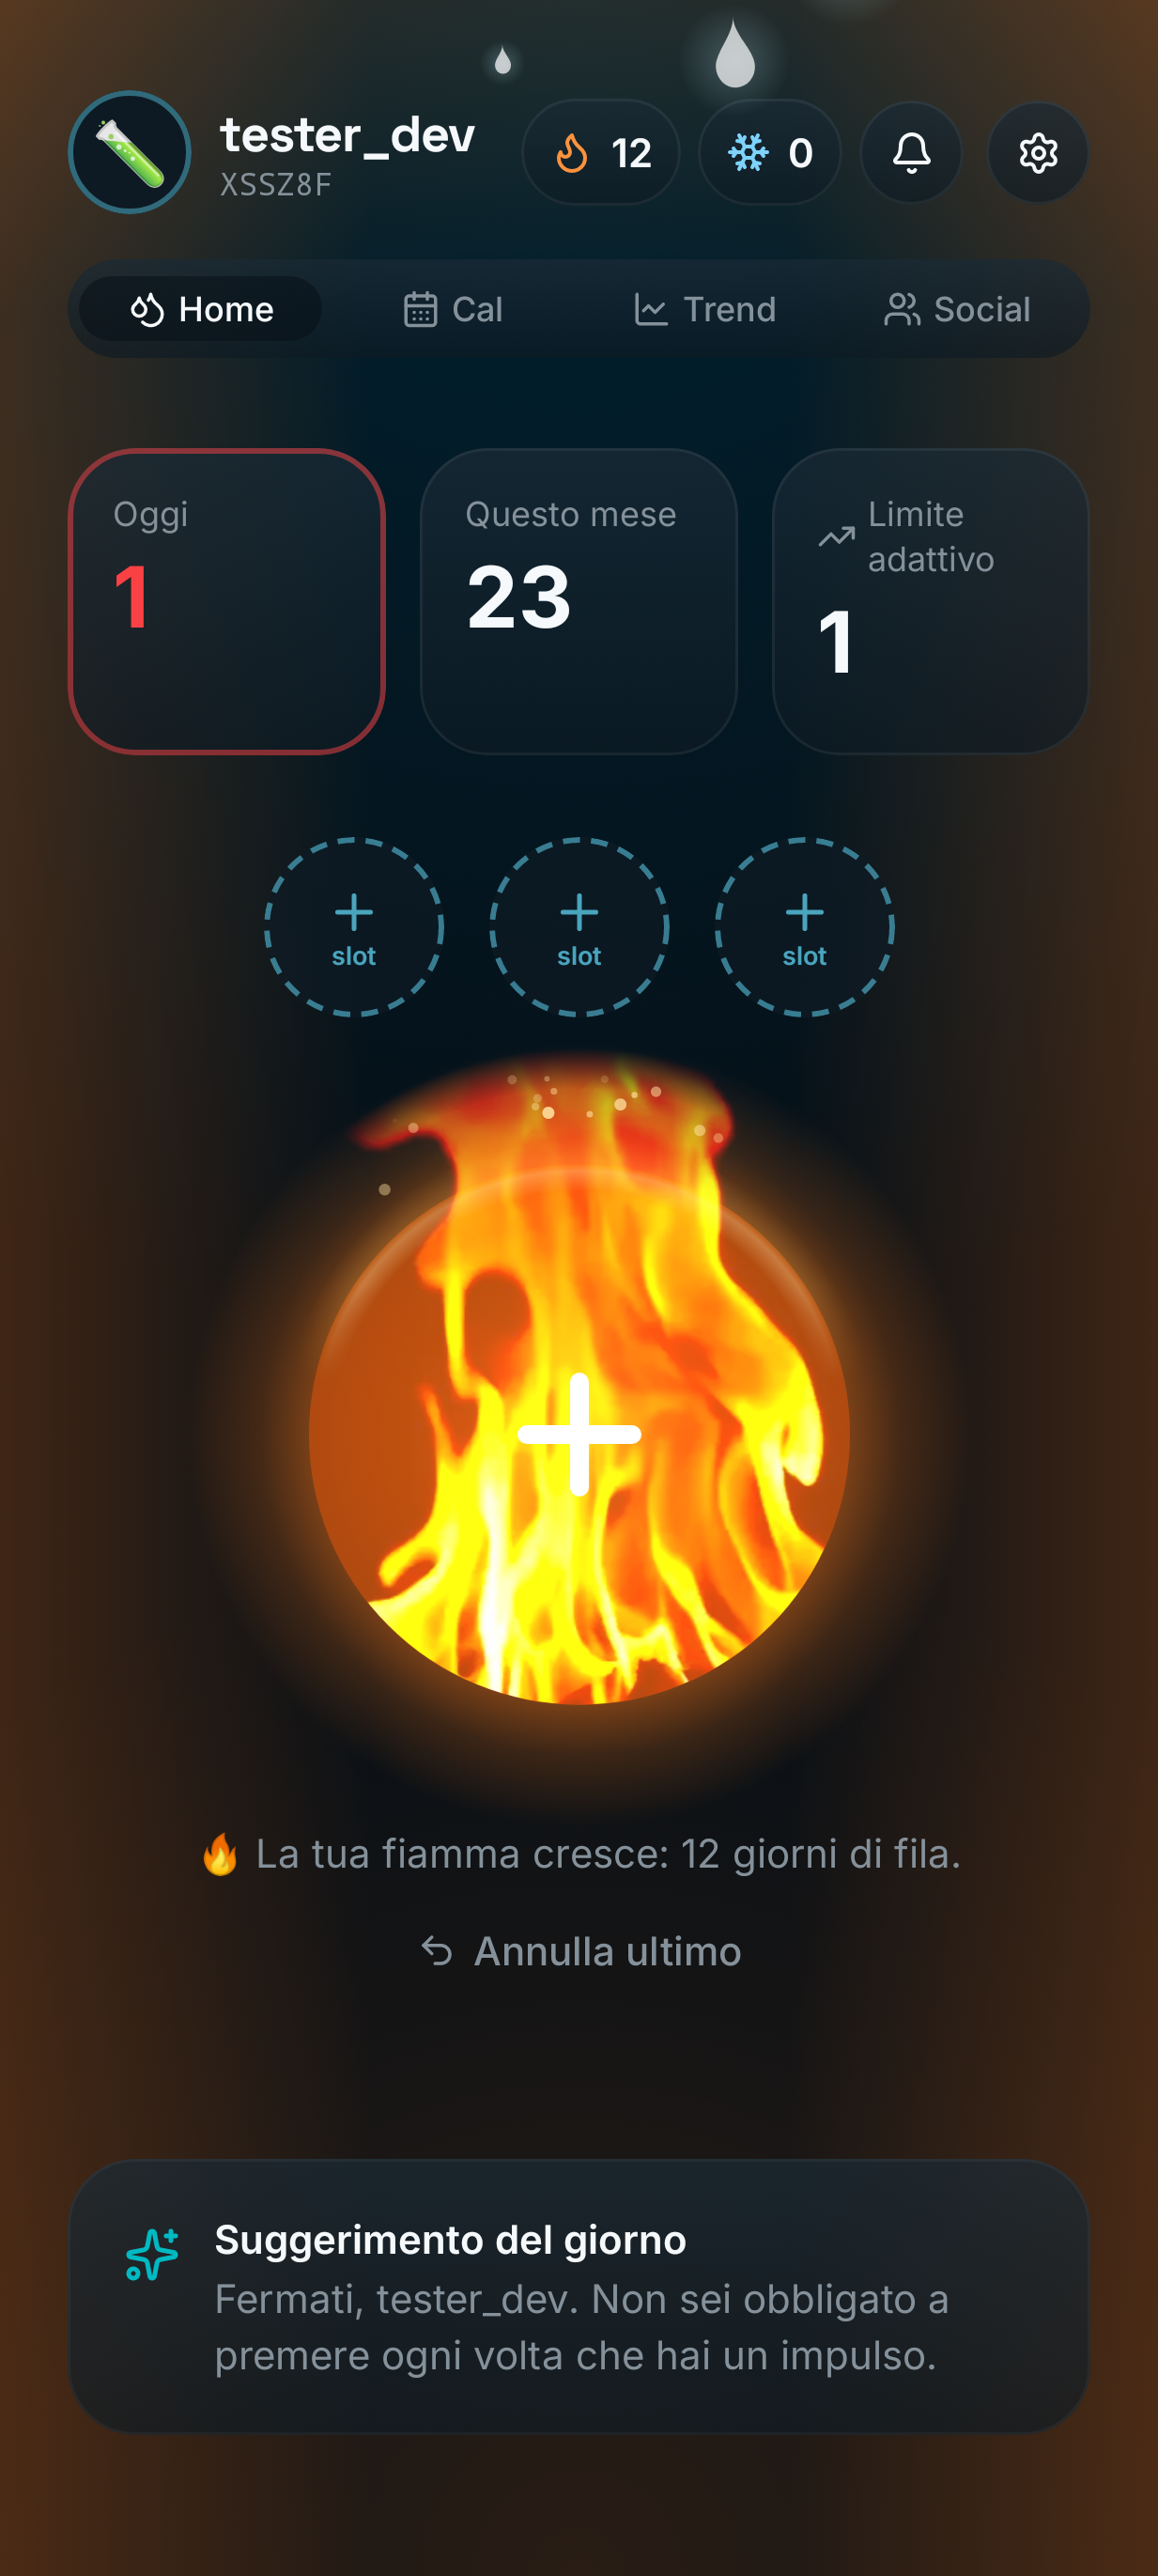 tester_dev
XSSZ8F
12
0
Home
Cal
Trend
Social
Oggi
1
Questo mese
23
Limite
adattivo
1
slot
slot
slot
🔥 La tua fiamma cresce: 12 giorni di fila.
Annulla ultimo
Suggerimento del giorno
Fermati, tester_dev. Non sei obbligato a
premere ogni volta che hai un impulso.